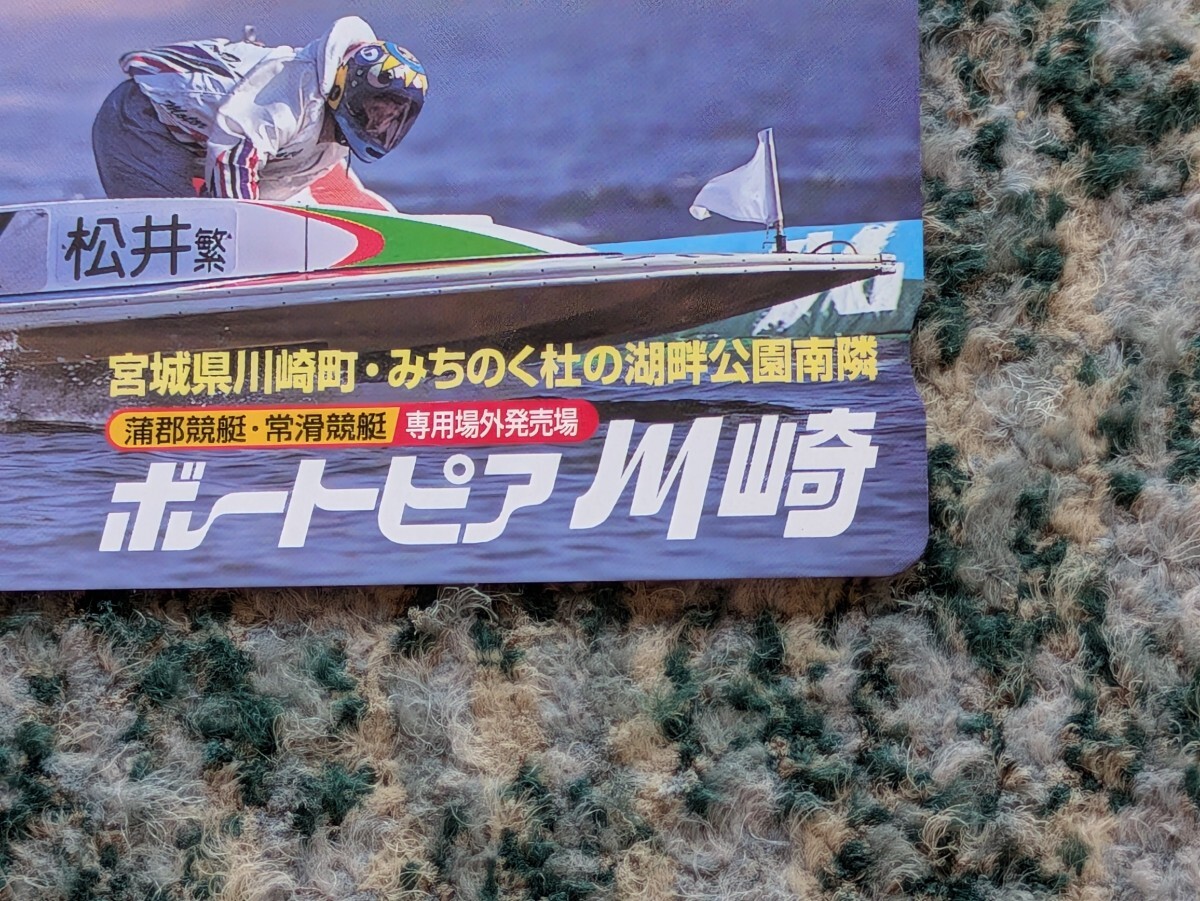 松井繁
宮城県川崎町・みちのく杜の湖畔公園南隣
蒲郡競艇・常滑競艇 専用場外発売場
ボートピア川崎